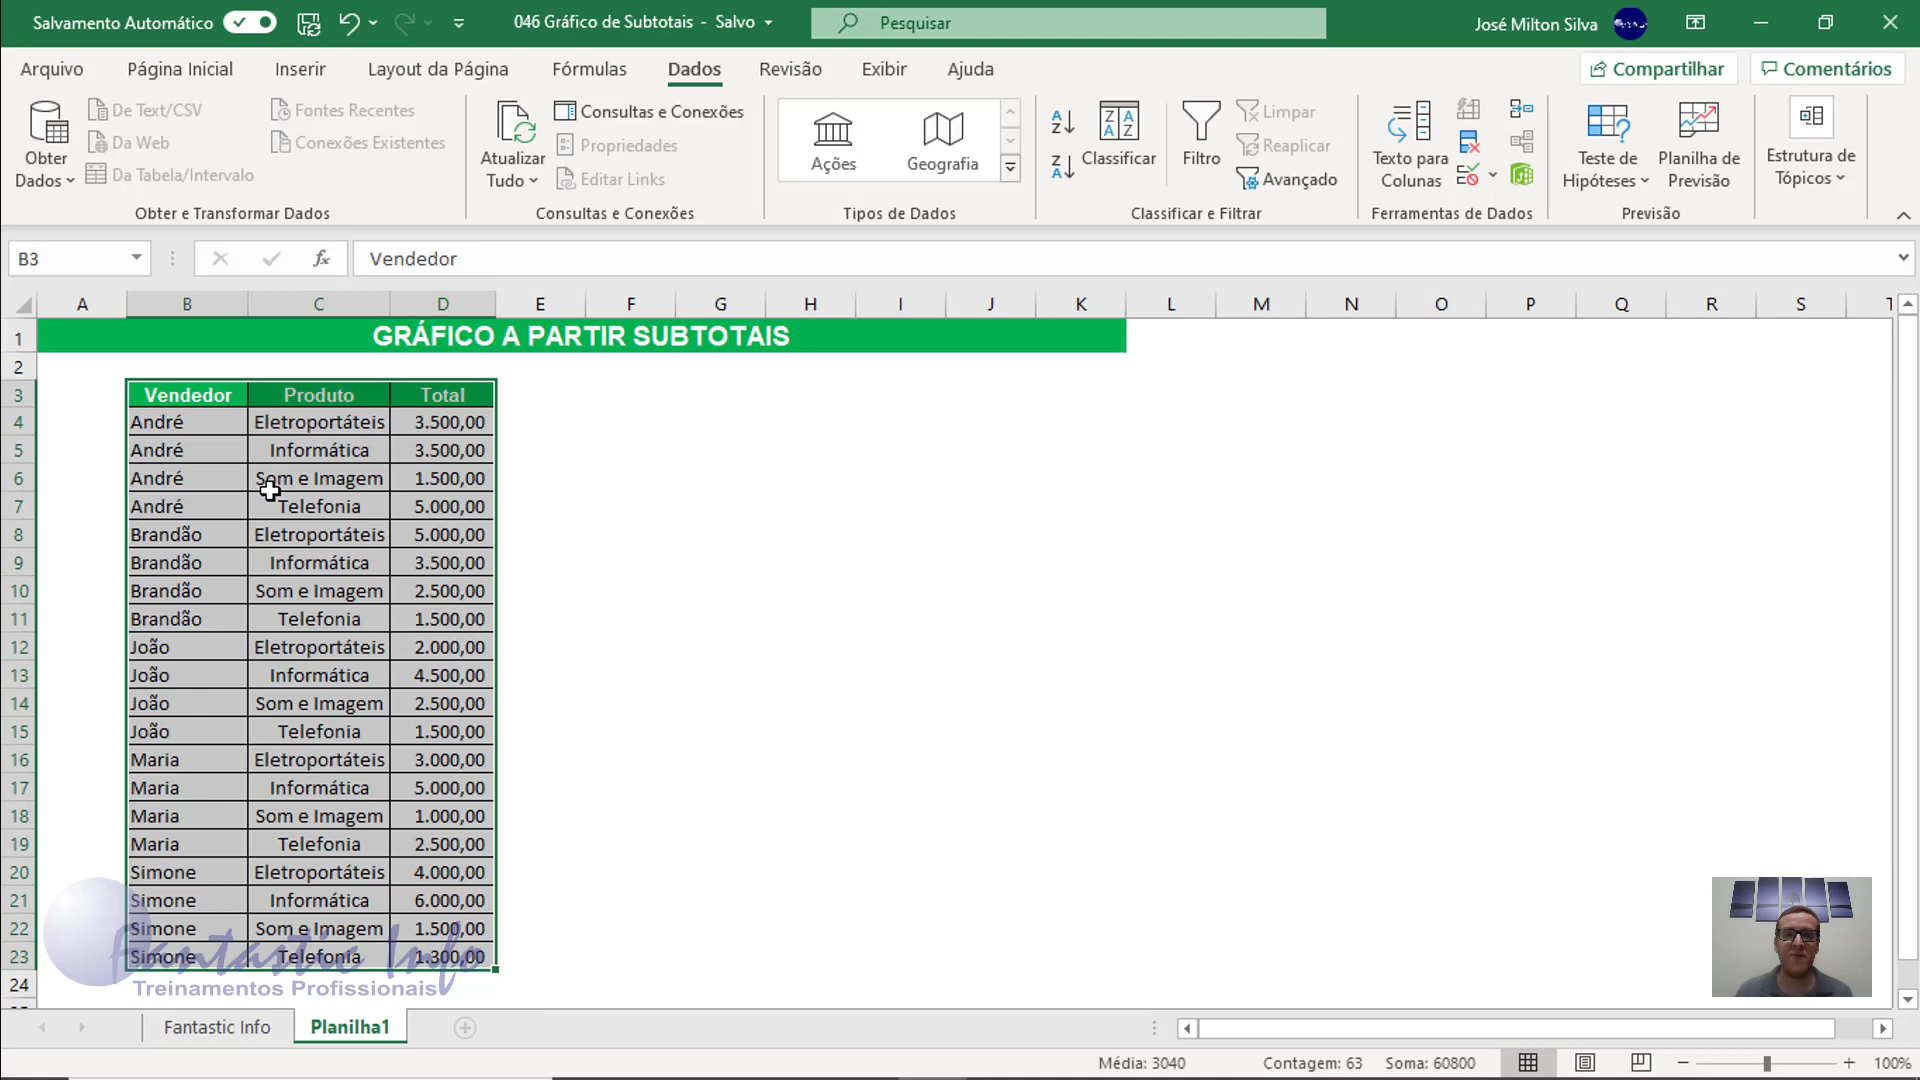 Salvamento Automático
046 Gráfico de Subtotais - Salvo
Pesquisar
José Milton Silva
Arquivo
Página Inicial
Inserir
Layout da Página
Fórmulas
Dados
Revisão
Exibir
Ajuda
Compartilhar
Comentários
Obter
Dados
De Text/CSV
Da Web
Da Tabela/Intervalo
Fontes Recentes
Conexões Existentes
Obter e Transformar Dados
Atualizar
Tudo
Consultas e Conexões
Propriedades
Editar Links
Consultas e Conexões
Ações
Geografia
Tipos de Dados
Classificar
Filtro
Limpar
Reaplicar
Avançado
Classificar e Filtrar
Texto para
Colunas
Ferramentas de Dados
Teste de
Hipóteses
Planilha de
Previsão
Previsão
Estrutura de
Tópicos
B3
fx
Vendedor
A B C D E F G H I J K L M N O P Q R S T
1 GRÁFICO A PARTIR SUBTOTAIS
2
3 Vendedor Produto Total
4 André Eletroportáteis 3.500,00
5 André Informática 3.500,00
6 André Som e Imagem 1.500,00
7 André Telefonia 5.000,00
8 Brandão Eletroportáteis 5.000,00
9 Brandão Informática 3.500,00
10 Brandão Som e Imagem 2.500,00
11 Brandão Telefonia 1.500,00
12 João Eletroportáteis 2.000,00
13 João Informática 4.500,00
14 João Som e Imagem 2.500,00
15 João Telefonia 1.500,00
16 Maria Eletroportáteis 3.000,00
17 Maria Informática 5.000,00
18 Maria Som e Imagem 1.000,00
19 Maria Telefonia 2.500,00
20 Simone Eletroportáteis 4.000,00
21 Simone Informática 6.000,00
22 Simone Som e Imagem 1.500,00
23 Simone Telefonia 1.300,00
24
Fantastic Info
Treinamentos Profissionais
Fantastic Info
Planilha1
Média: 3040
Contagem: 63
Soma: 60800
100%